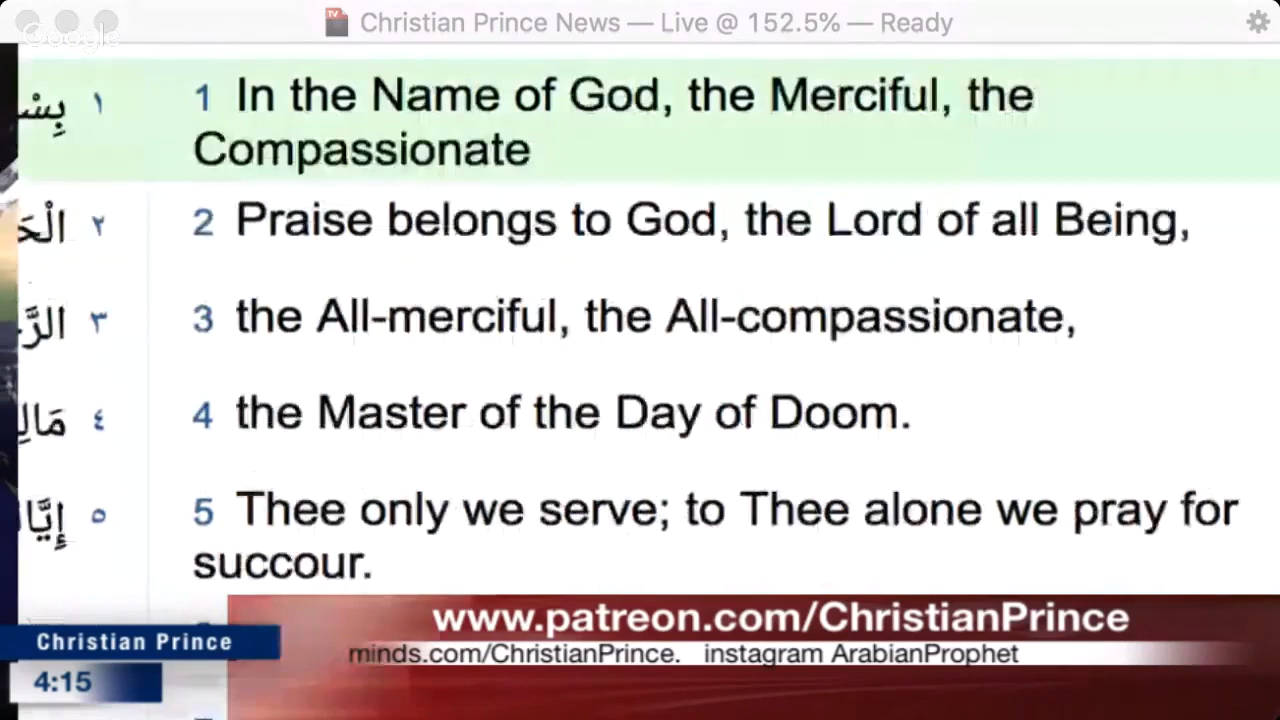 Christian Prince News — Live @ 152.5% — Ready
Google
١
1 In the Name of God, the Merciful, the
Compassionate
٢
2 Praise belongs to God, the Lord of all Being,
٣
3 the All-merciful, the All-compassionate,
٤
4 the Master of the Day of Doom.
٥
5 Thee only we serve; to Thee alone we pray for
succour.
www.patreon.com/ChristianPrince
Christian Prince
minds.com/ChristianPrince. instagram ArabianProphet
4:15